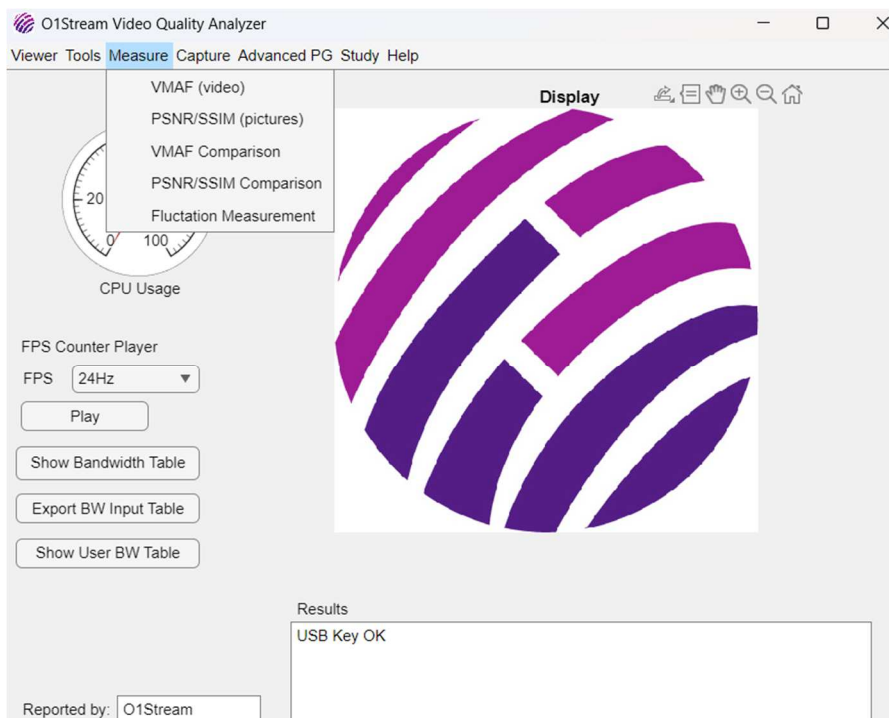 O1Stream Video Quality Analyzer
Viewer Tools Measure Capture Advanced PG Study Help
VMAF (video)
PSNR/SSIM (pictures)
VMAF Comparison
PSNR/SSIM Comparison
Fluctation Measurement
Display
20
0 100
CPU Usage
FPS Counter Player
FPS 24Hz
Play
Show Bandwidth Table
Export BW Input Table
Show User BW Table
Results
USB Key OK
Reported by: O1Stream